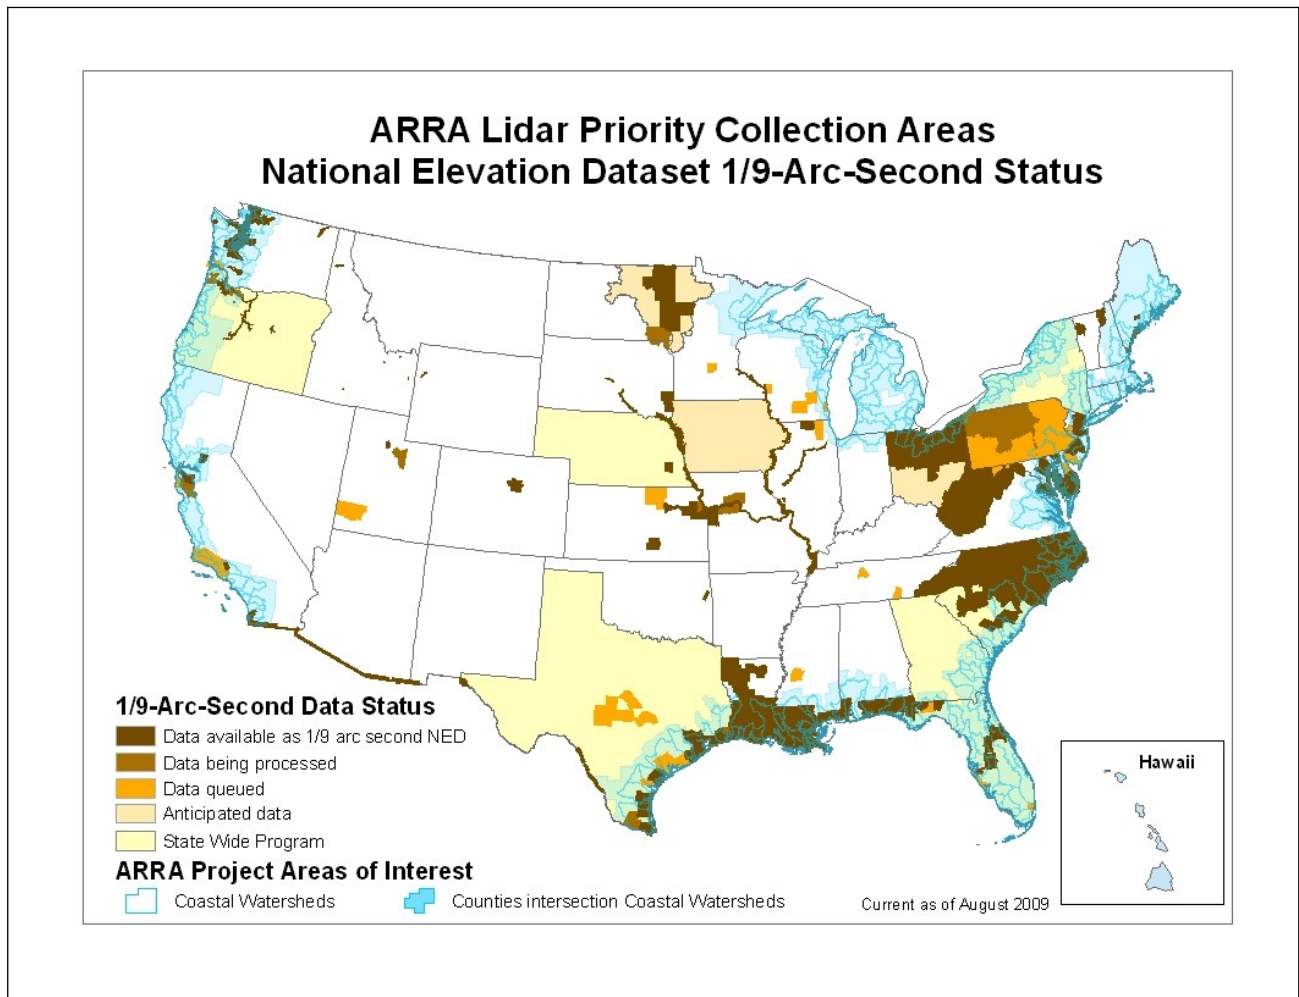 ARRA Lidar Priority Collection Areas
National Elevation Dataset 1/9-Arc-Second Status
1/9-Arc-Second Data Status
Data available as 1/9 arc second NED
Data being processed
Data queued
Anticipated data
State Wide Program
ARRA Project Areas of Interest
Coastal Watersheds
Counties intersection Coastal Watersheds
Current as of August 2009
Hawaii